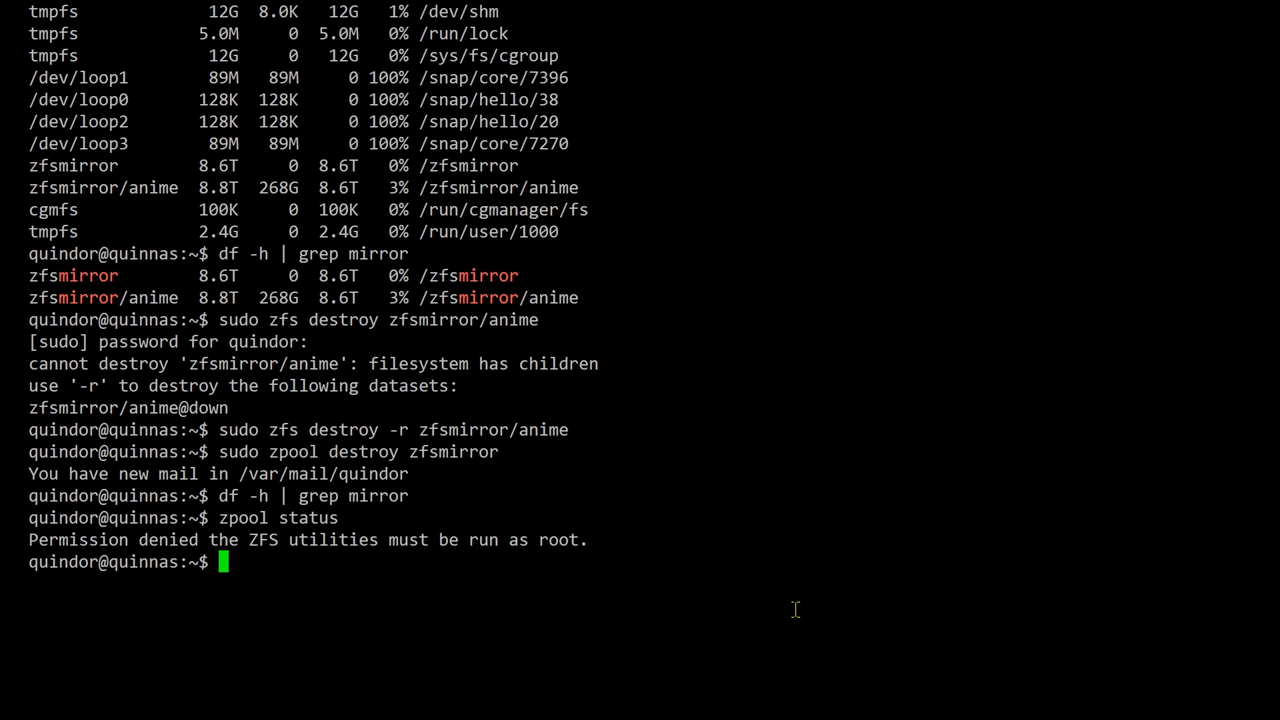 tmpfs            12G  8.0K   12G   1% /dev/shm
tmpfs           5.0M     0  5.0M   0% /run/lock
tmpfs            12G     0   12G   0% /sys/fs/cgroup
/dev/loop1       89M   89M     0 100% /snap/core/7396
/dev/loop0      128K  128K     0 100% /snap/hello/38
/dev/loop2      128K  128K     0 100% /snap/hello/20
/dev/loop3       89M   89M     0 100% /snap/core/7270
zfsmirror       8.6T     0  8.6T   0% /zfsmirror
zfsmirror/anime 8.8T  268G  8.6T   3% /zfsmirror/anime
cgmfs           100K     0  100K   0% /run/cgmanager/fs
tmpfs           2.4G     0  2.4G   0% /run/user/1000
quindor@quinnas:~$ df -h | grep mirror
zfsmirror       8.6T     0  8.6T   0% /zfsmirror
zfsmirror/anime 8.8T  268G  8.6T   3% /zfsmirror/anime
quindor@quinnas:~$ sudo zfs destroy zfsmirror/anime
[sudo] password for quindor:
cannot destroy 'zfsmirror/anime': filesystem has children
use '-r' to destroy the following datasets:
zfsmirror/anime@down
quindor@quinnas:~$ sudo zfs destroy -r zfsmirror/anime
quindor@quinnas:~$ sudo zpool destroy zfsmirror
You have new mail in /var/mail/quindor
quindor@quinnas:~$ df -h | grep mirror
quindor@quinnas:~$ zpool status
Permission denied the ZFS utilities must be run as root.
quindor@quinnas:~$